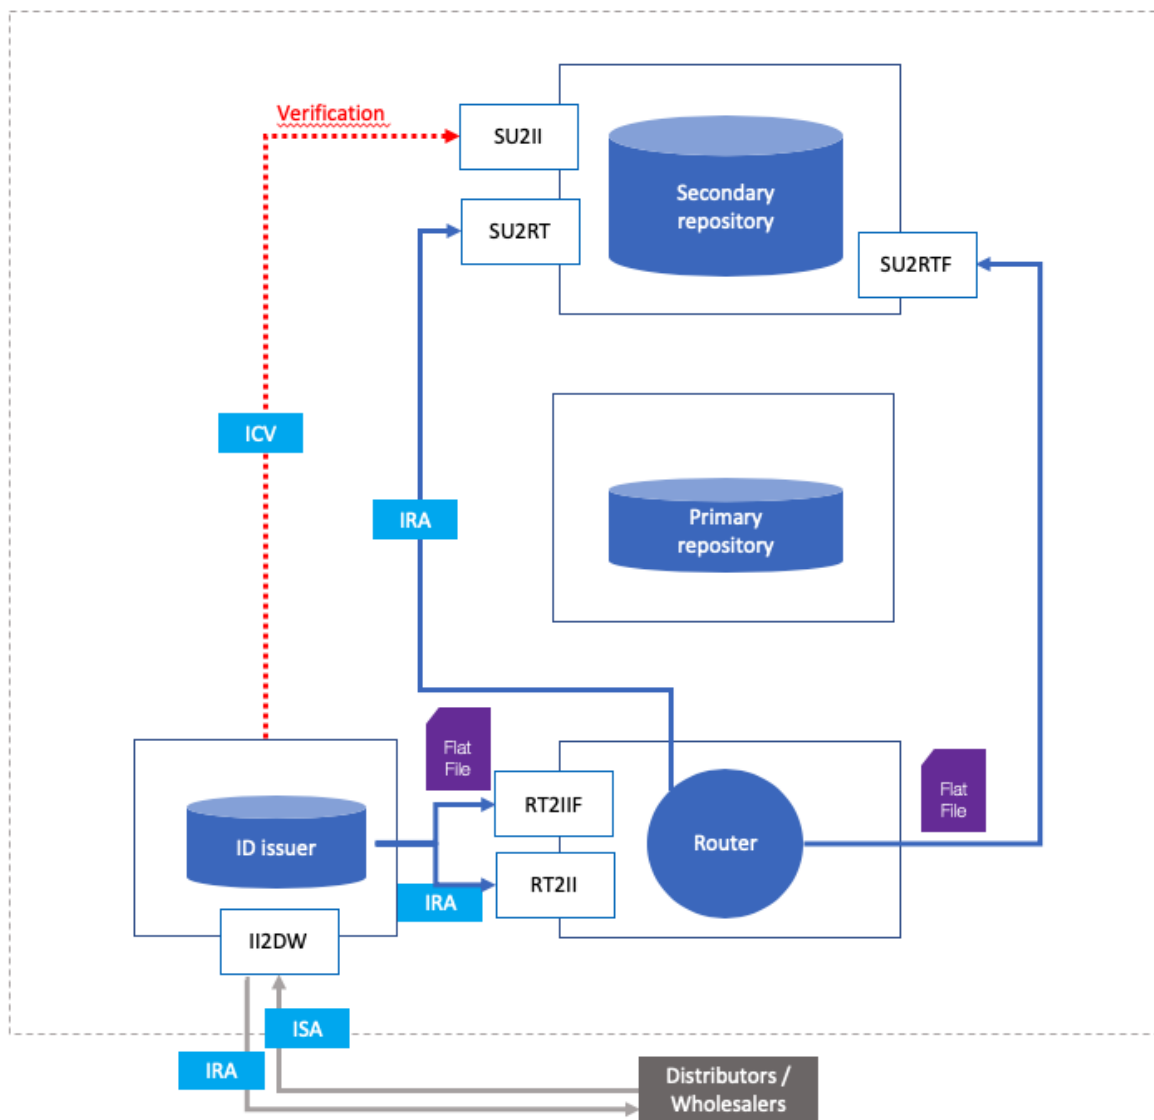 Verification
SU2II
Secondary
repository
SU2RT
SU2RTF
ICV
IRA
Primary
repository
Flat
File
RT2IIF
Flat
File
ID issuer
Router
RT2II
IRA
II2DW
ISA
IRA
Distributors /
Wholesalers